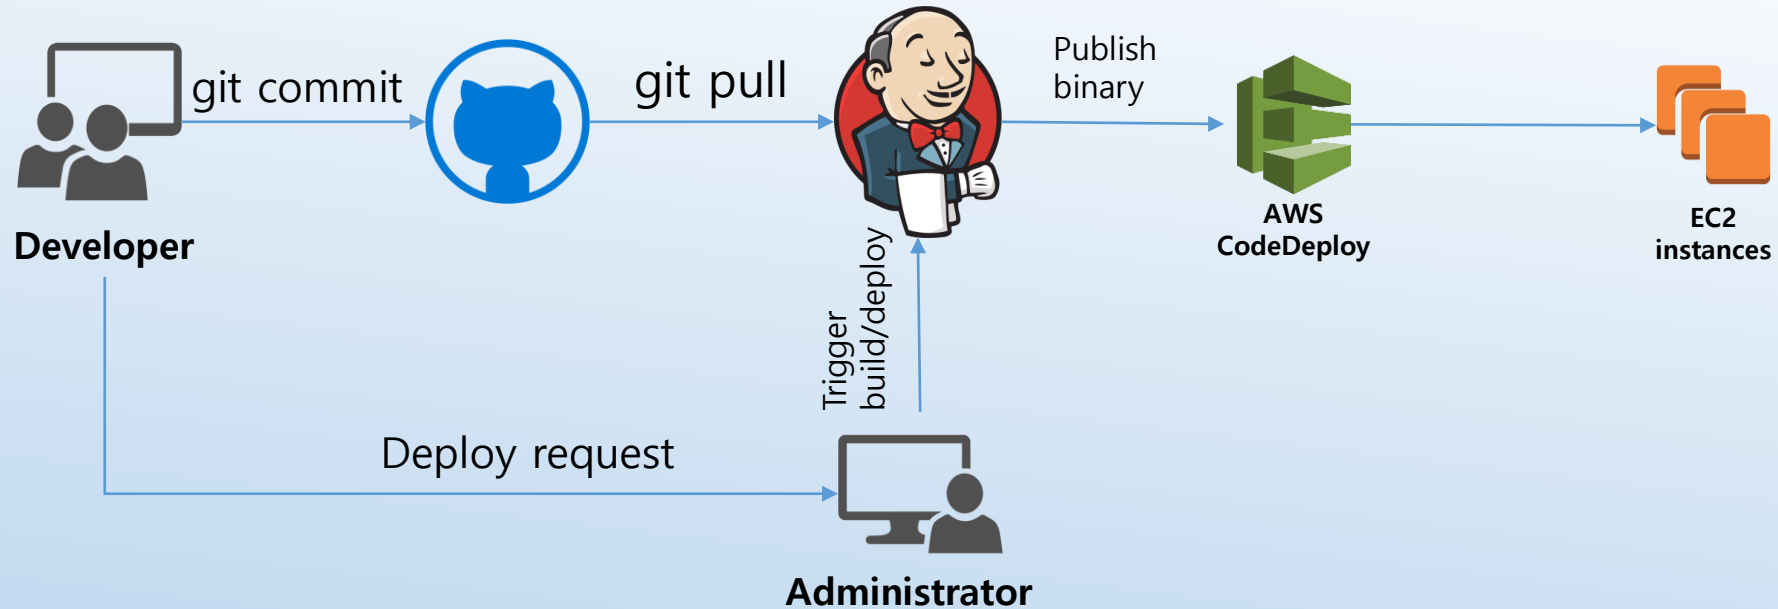 git commit
git pull
Publish
binary
Developer
AWS
CodeDeploy
EC2
instances
Trigger
build/deploy
Deploy request
Administrator